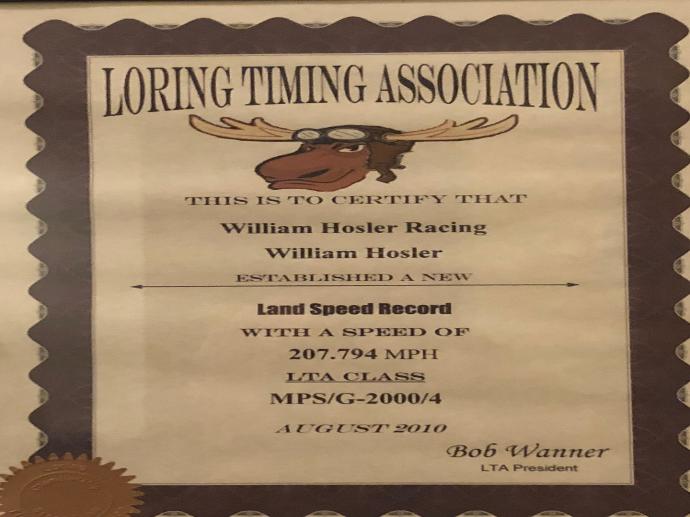 LORING TIMING ASSOCIATION
THIS IS TO CERTIFY THAT
William Hosler Racing
William Hosler
ESTABLISHED A NEW
Land Speed Record
WITH A SPEED OF
207.794 MPH
LTA CLASS
MPS/G-2000/4
AUGUST 2010
Bob Wanner
LTA President